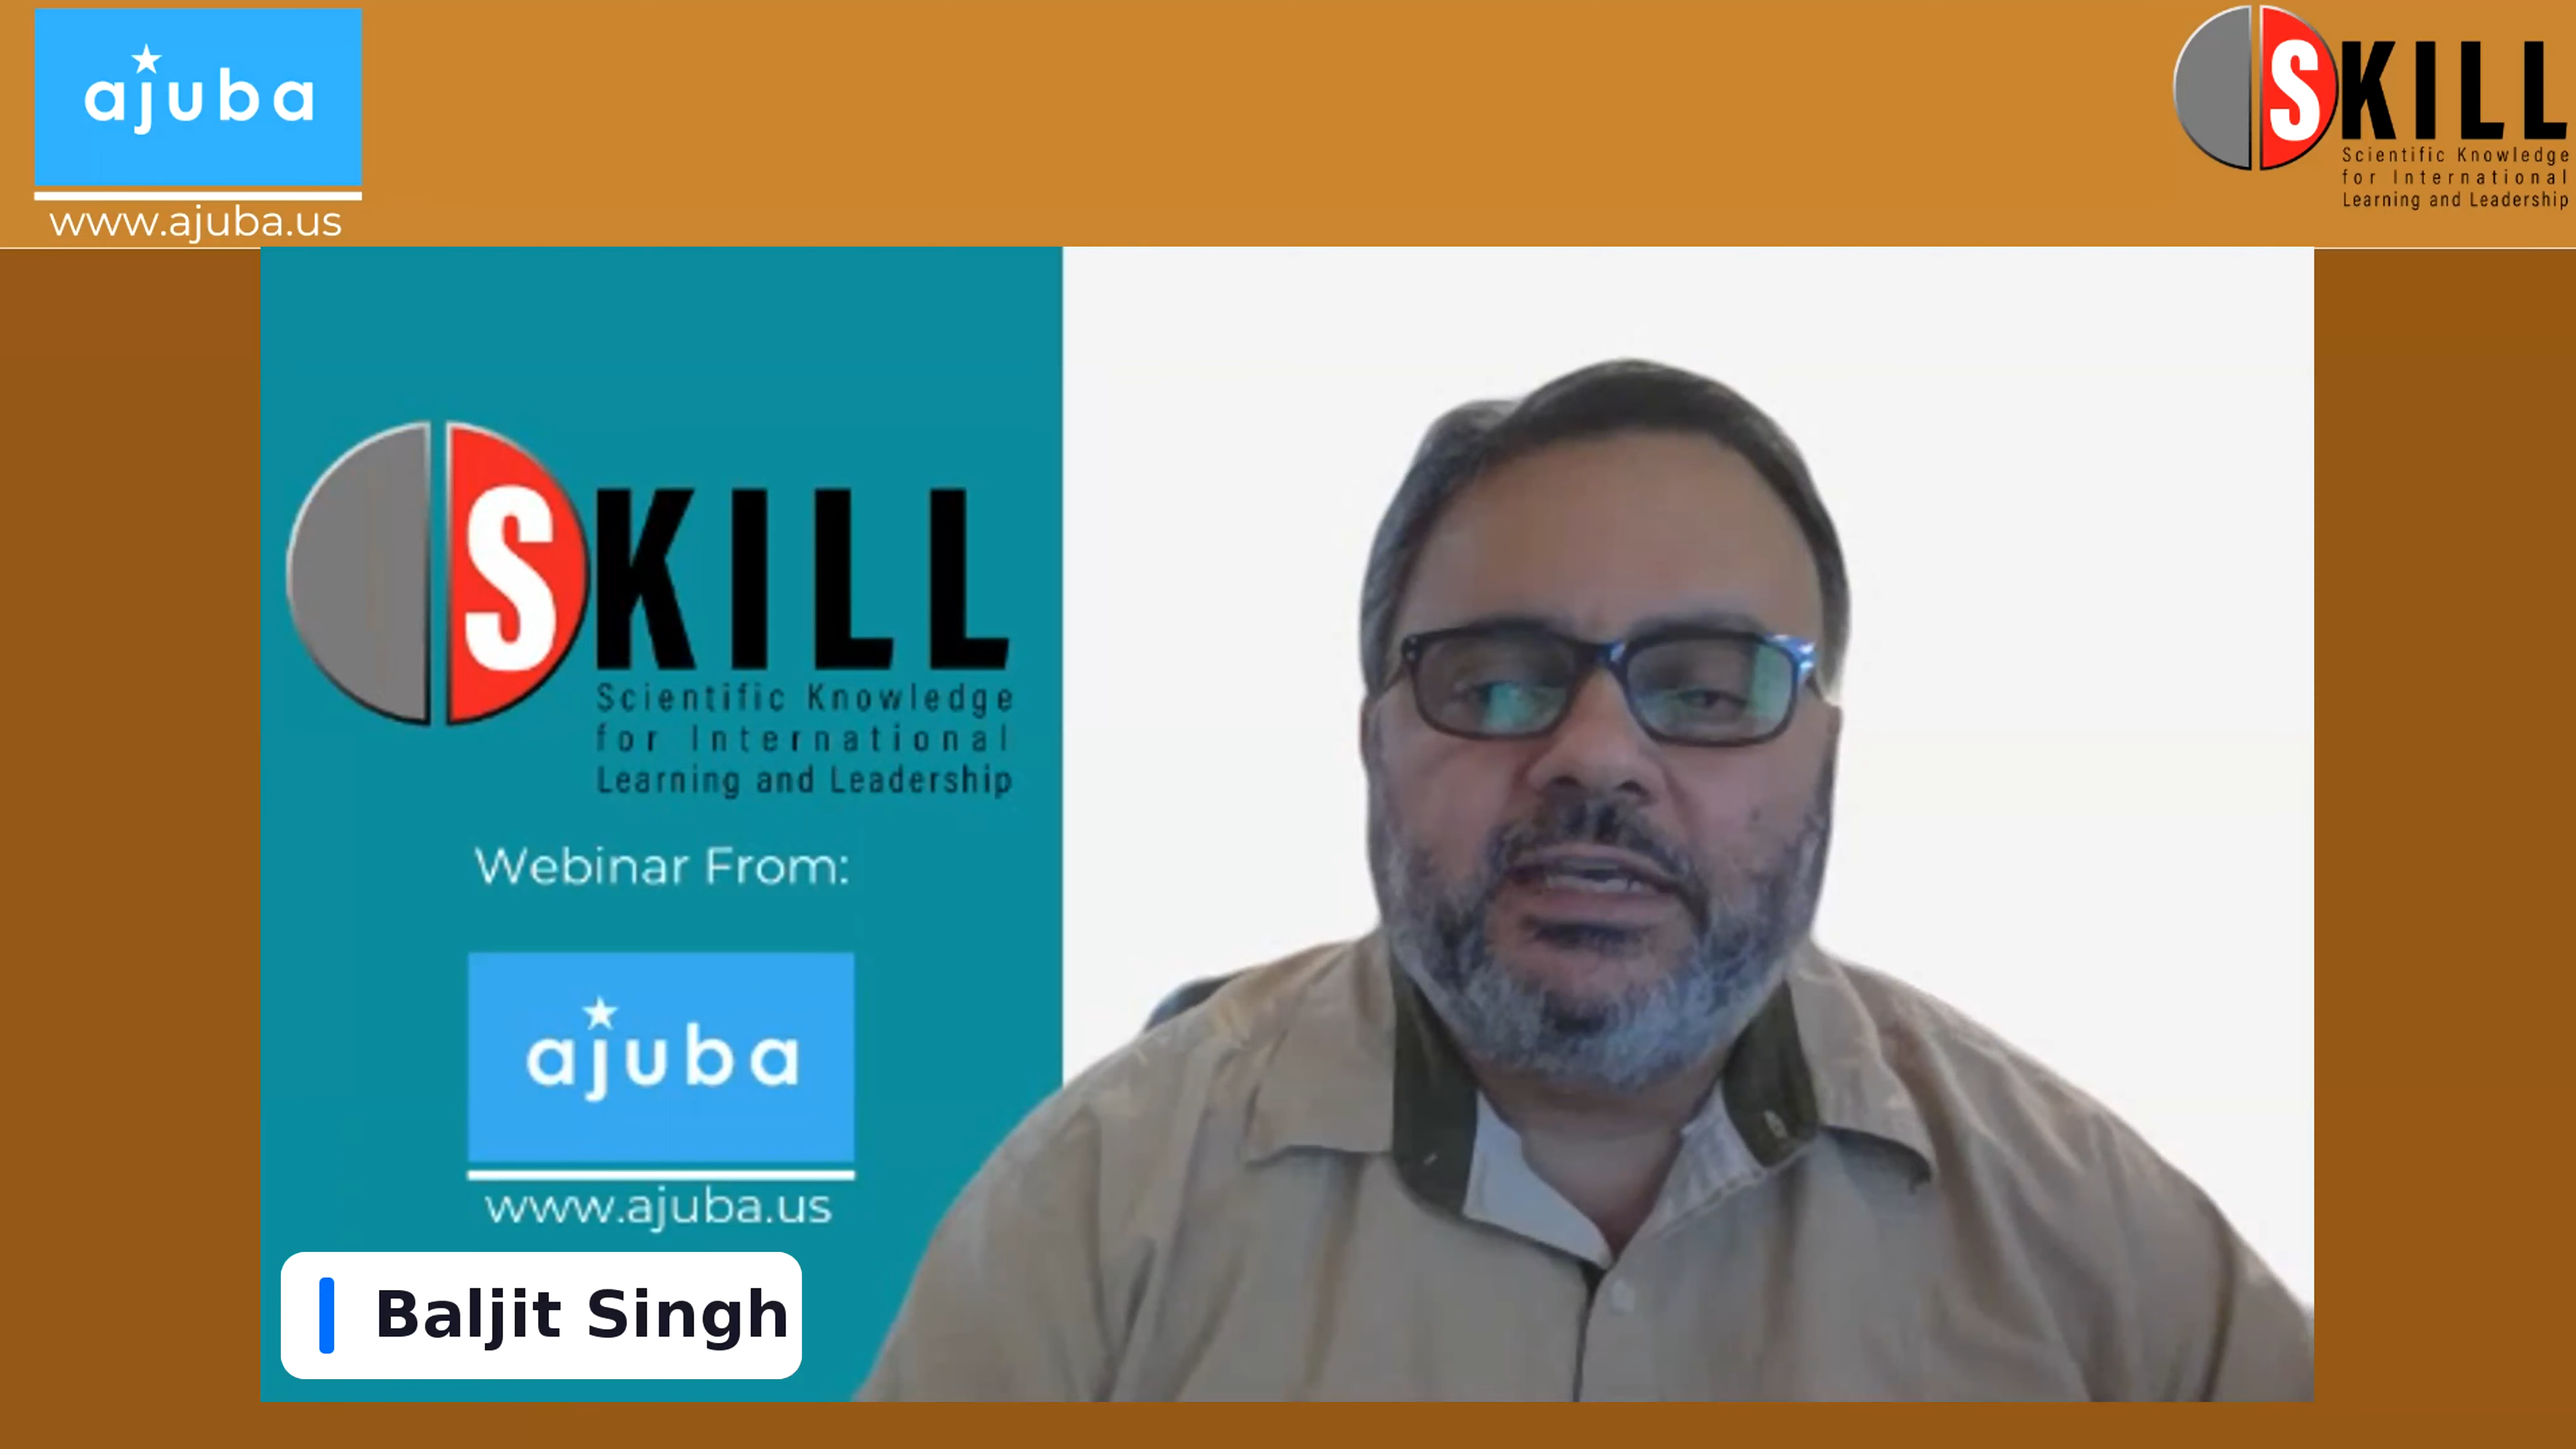 ajuba
www.ajuba.us
SKILL
Scientific Knowledge
for International
Learning and Leadership
SKILL
Scientific Knowledge
for International
Learning and Leadership
Webinar From:
ajuba
www.ajuba.us
Baljit Singh